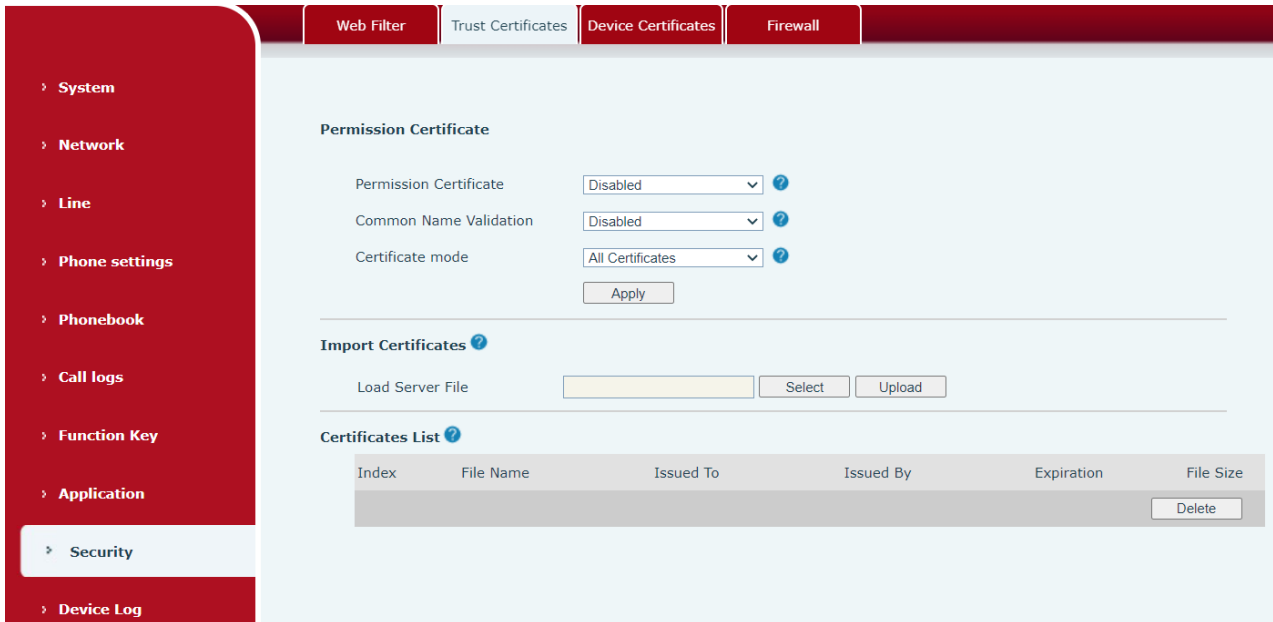 Web Filter Trust Certificates Device Certificates Firewall
System
Network
Line
Phone settings
Phonebook
Call logs
Function Key
Application
Security
Device Log
Permission Certificate
Permission Certificate Disabled ?
Common Name Validation Disabled ?
Certificate mode All Certificates ?
Apply
Import Certificates ?
Load Server File Select Upload
Certificates List ?
Index File Name Issued To Issued By Expiration File Size
Delete